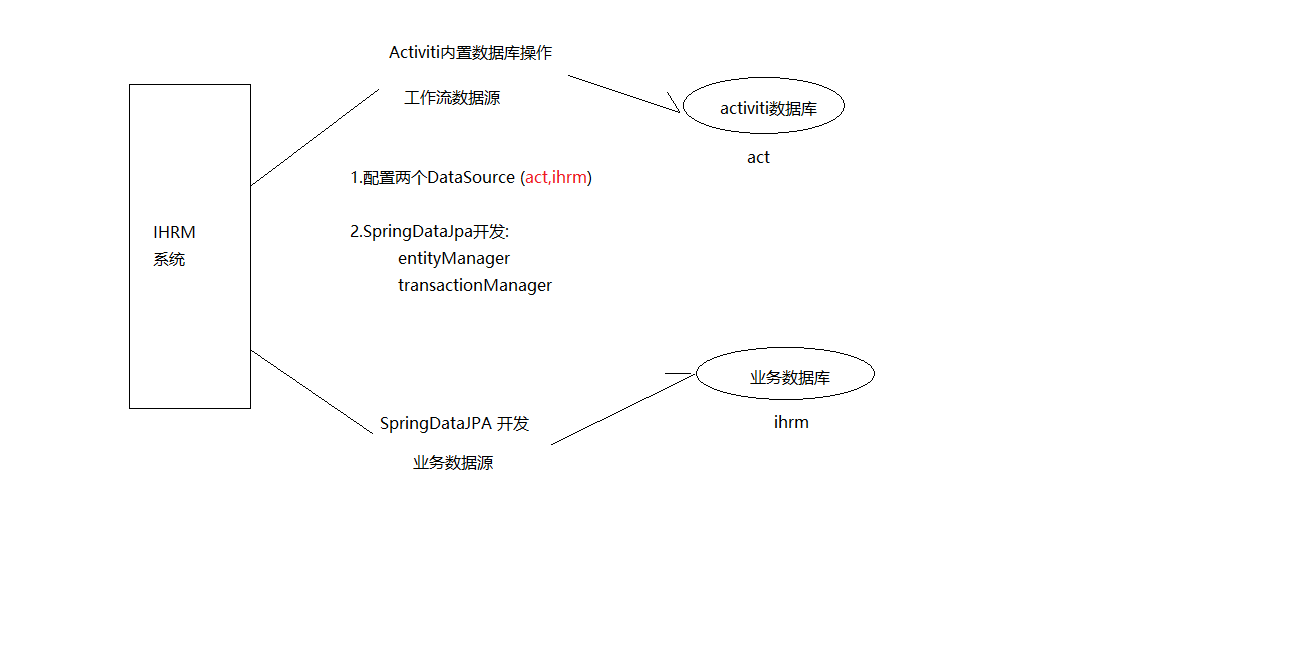 Activiti内置数据库操作
工作流数据源
activiti数据库
act
1.配置两个DataSource (act,ihrm)
IHRM
系统
2.SpringDataJpa开发:
entityManager
transactionManager
业务数据库
ihrm
SpringDataJPA 开发
业务数据源